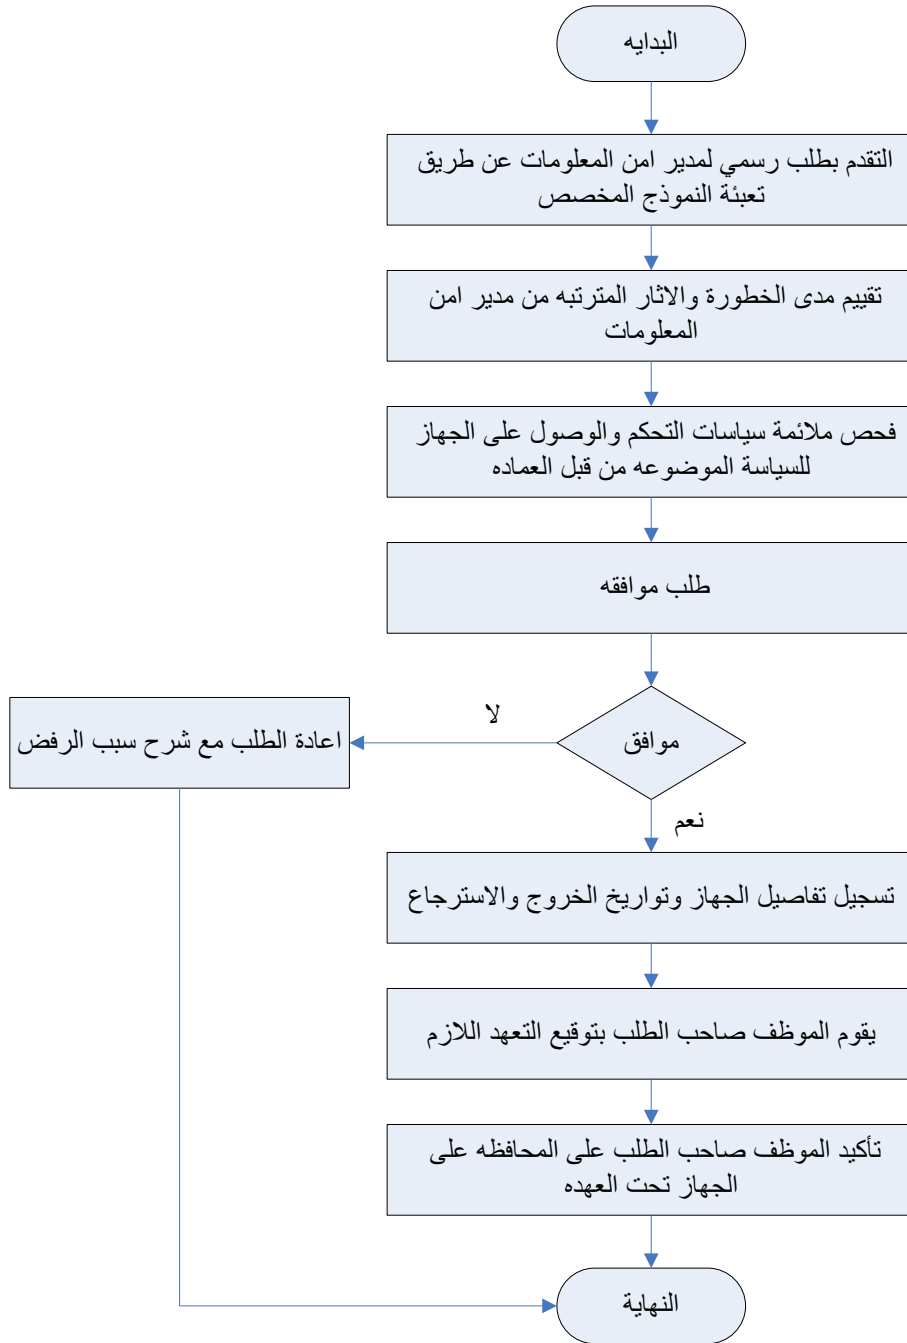 البدايه
التقدم بطلب رسمي لمدير امن المعلومات عن طريق
تعبئة النموذج المخصص
تقييم مدى الخطورة والاثار المترتبه من مدير امن
المعلومات
فحص ملائمة سياسات التحكم والوصول على الجهاز
للسياسة الموضوعه من قبل العماده
طلب موافقه
موافق
لا
اعادة الطلب مع شرح سبب الرفض
نعم
تسجيل تفاصيل الجهاز وتواريخ الخروج والاسترجاع
يقوم الموظف صاحب الطلب بتوقيع التعهد اللازم
تأكيد الموظف صاحب الطلب على المحافظه على
الجهاز تحت العهده
النهاية